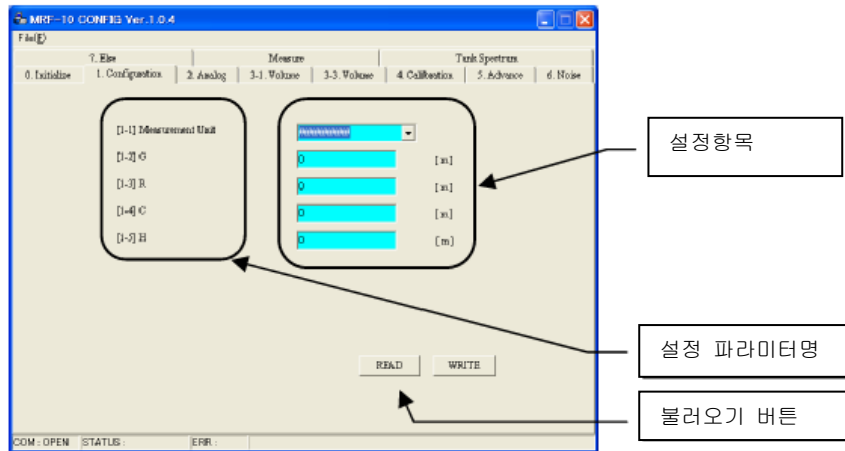 MRF-10 CONFIG Ver.1.0.4
File(F)
7. Else Measure Tank Spectrum
0. Initialize 1. Configuration 2. Analog 3-1. Volume 3-3. Volume 4. Calibration 5. Advance 6. Noise
[1-1] Measurement Unit
[1-2] G 0 [m]
[1-3] R 0 [m]
[1-4] C 0 [m]
[1-5] H 0 [m]
설정항목
설정 파라미터명
READ WRITE
불러오기 버튼
COM : OPEN STATUS : ERR :